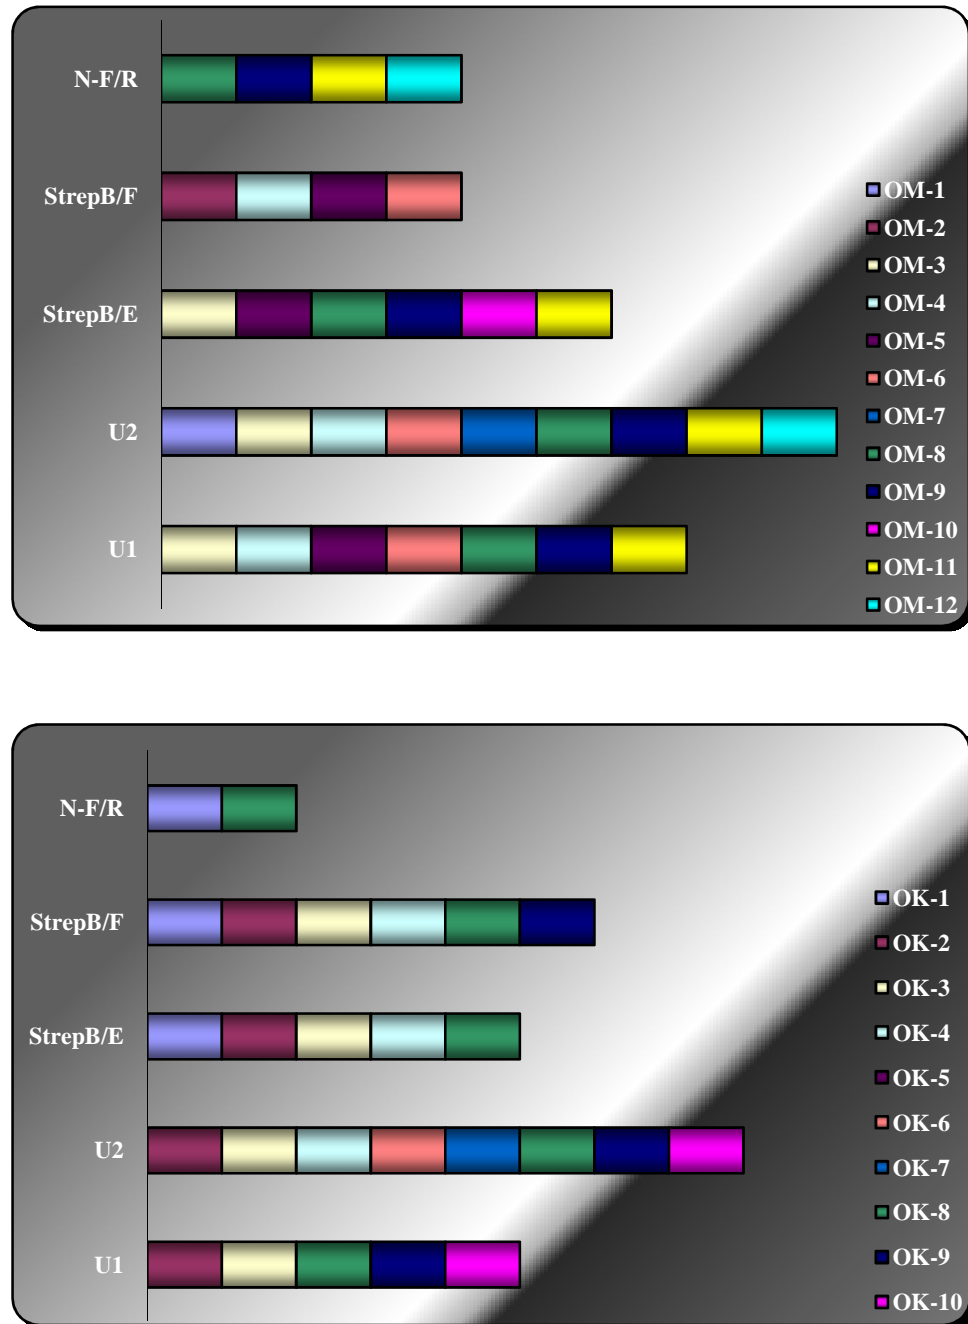 N-F/R
StrepB/F
StrepB/E
U2
U1
OM-1
OM-2
OM-3
OM-4
OM-5
OM-6
OM-7
OM-8
OM-9
OM-10
OM-11
OM-12
N-F/R
StrepB/F
StrepB/E
U2
U1
OK-1
OK-2
OK-3
OK-4
OK-5
OK-6
OK-7
OK-8
OK-9
OK-10